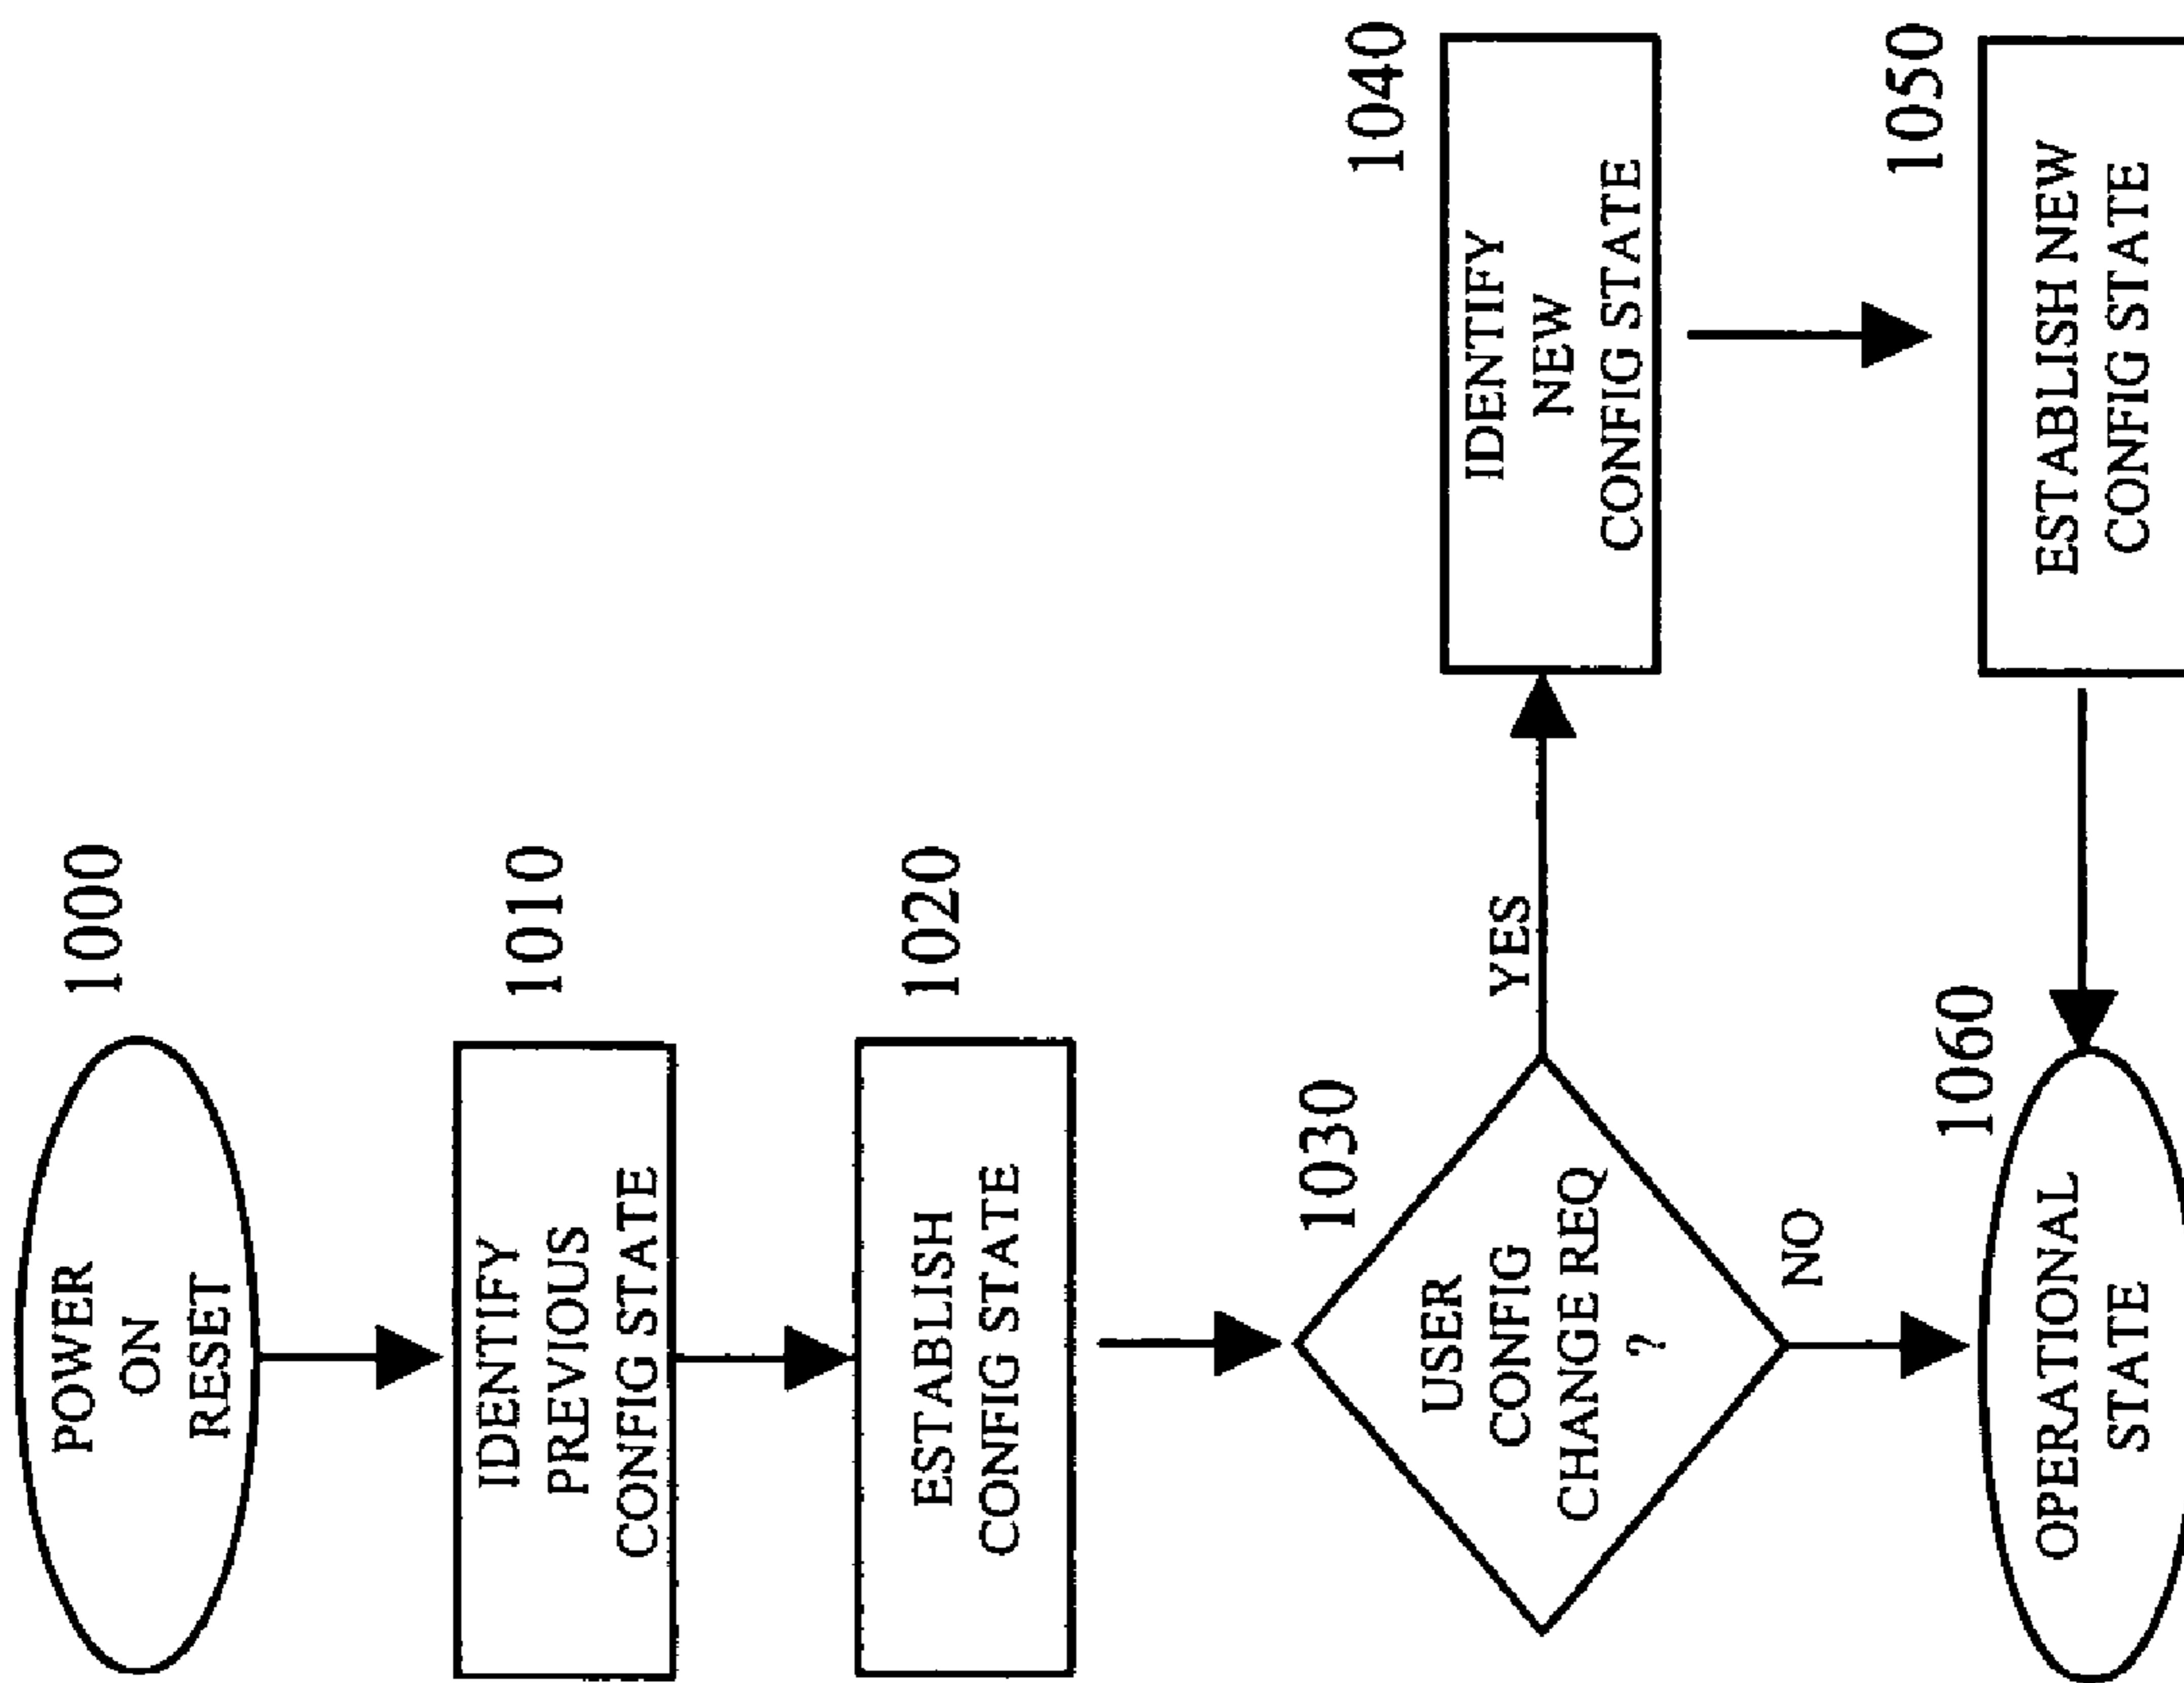 1000
POWER
ON
RESET
1010
IDENTIFY
PREVIOUS
CONFIG STATE
1020
ESTABLISH
CONFIG STATE
1030
USER
CONFIG
CHANGE REQ
?
YES
NO
1040
IDENTIFY
NEW
CONFIG STATE
1050
ESTABLISH NEW
CONFIG STATE
1060
OPERATIONAL
STATE